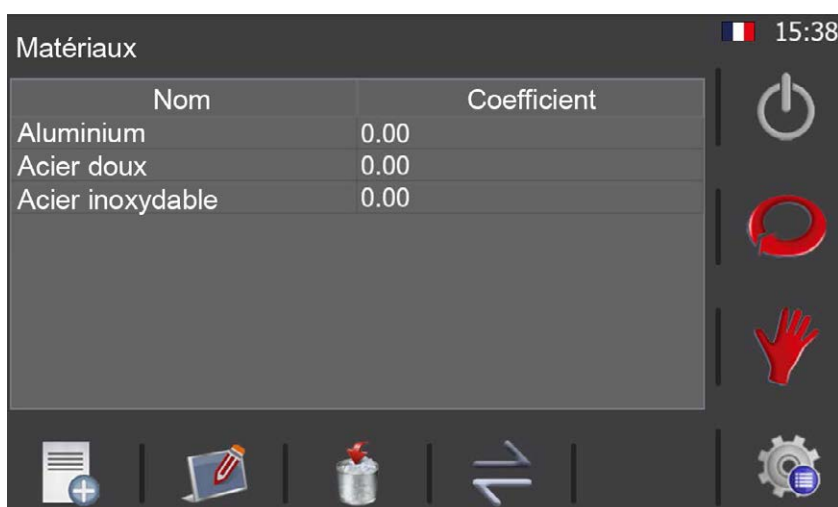 15:38
Matériaux
Nom Coefficient
Aluminium 0.00
Acier doux 0.00
Acier inoxydable 0.00